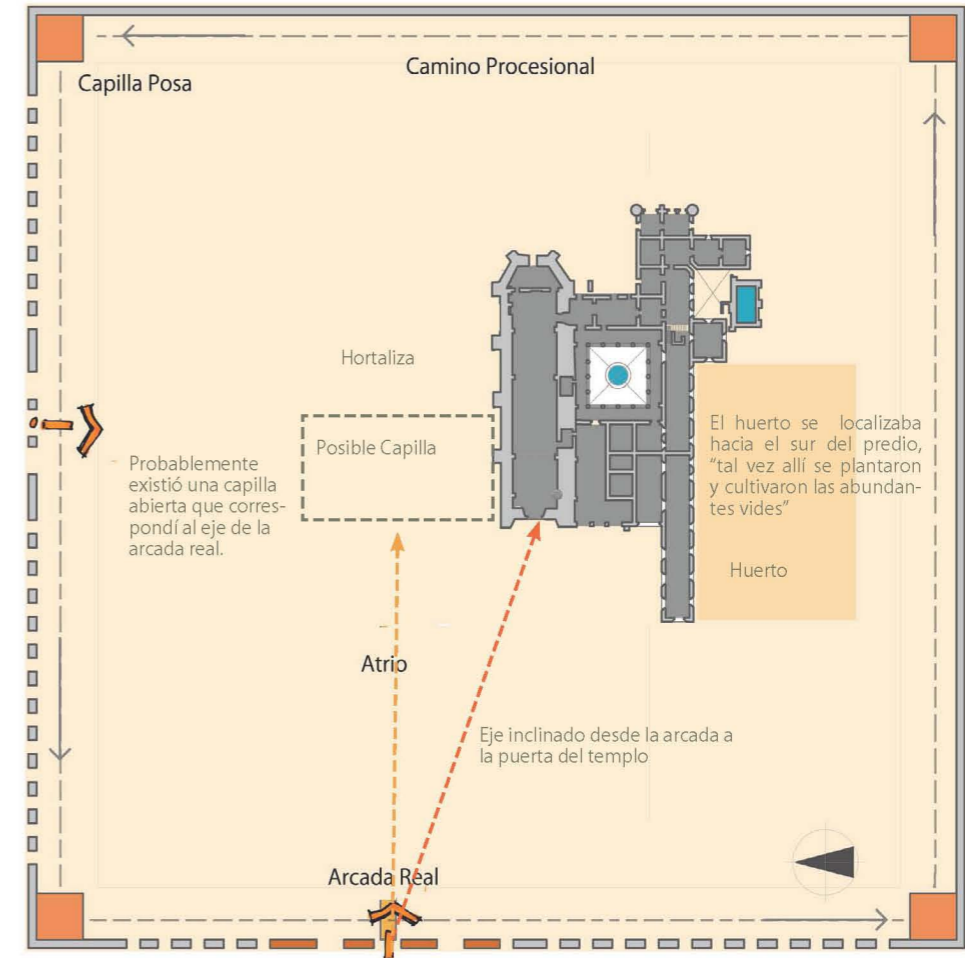 Camino Procesional
Capilla Posa
Hortaliza
Posible Capilla
Probablemente
existió una capilla
abierta que corres-
pondí al eje de la
arcada real.
El huerto se localizaba
hacia el sur del predio,
“tal vez allí se plantaron
y cultivaron las abundan-
tes vides”
Huerto
Atrio
Eje inclinado desde la arcada a
la puerta del templo
Arcada Real